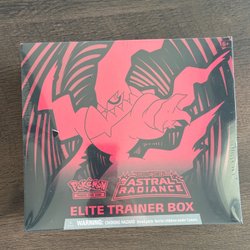 POKÉMON
ASTRAL
RADIANCE
ELITE TRAINER BOX
WARNING: CHOKING HAZARD